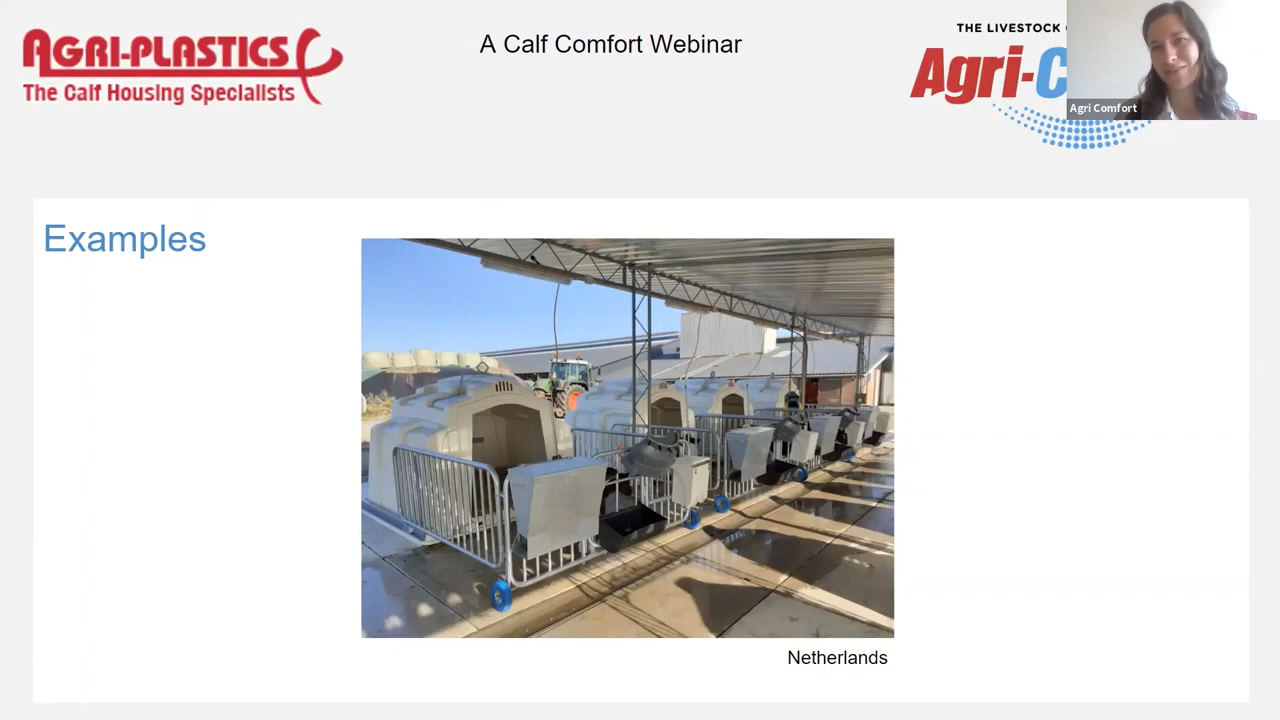 AGRI-PLASTICS
The Calf Housing Specialists
A Calf Comfort Webinar
THE LIVESTOCK
Agri-C
Agri Comfort
Examples
Netherlands